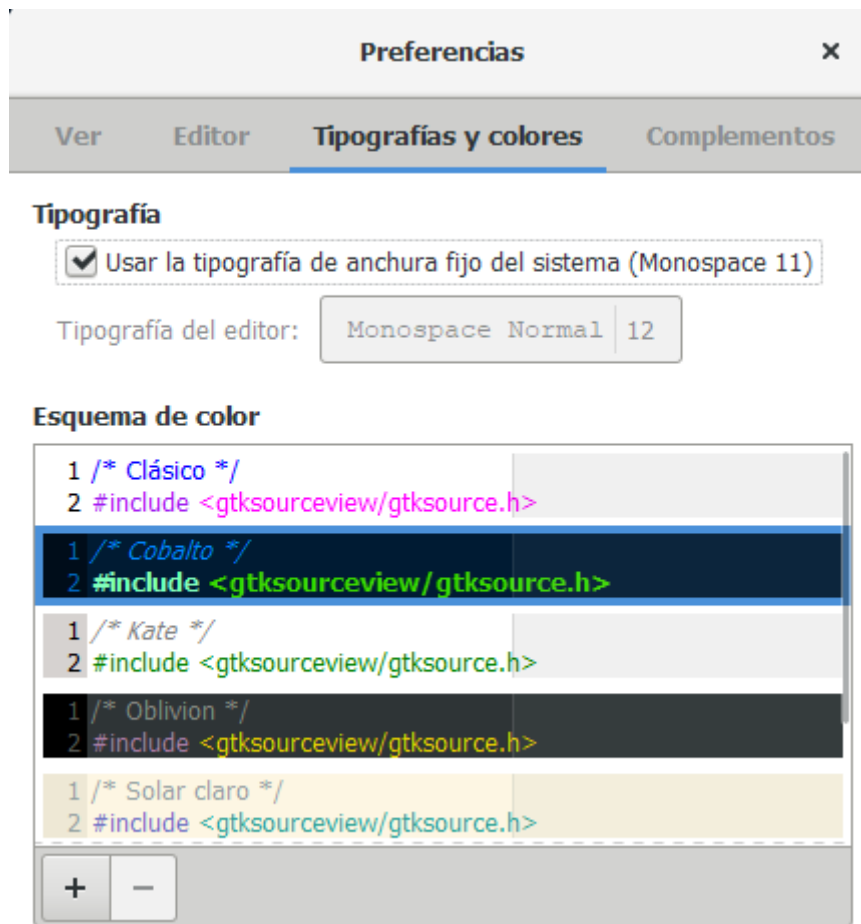 Preferencias ×
Ver Editor Tipografías y colores Complementos
Tipografía
Usar la tipografía de anchura fijo del sistema (Monospace 11)
Tipografía del editor: Monospace Normal 12
Esquema de color
1 /* Clásico */
2 #include <gtksourceview/gtksource.h>
1 /* Cobalto */
2 #include <gtksourceview/gtksource.h>
1 /* Kate */
2 #include <gtksourceview/gtksource.h>
1 /* Oblivion */
2 #include <gtksourceview/gtksource.h>
1 /* Solar claro */
2 #include <gtksourceview/gtksource.h>
+ −